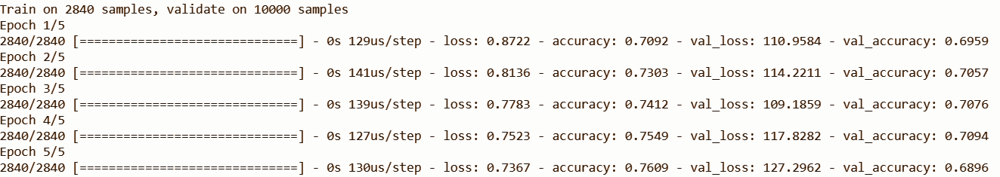 Train on 2840 samples, validate on 10000 samples
Epoch 1/5
2840/2840 [==============================] - 0s 129us/step - loss: 0.8722 - accuracy: 0.7092 - val_loss: 110.9584 - val_accuracy: 0.6959
Epoch 2/5
2840/2840 [==============================] - 0s 141us/step - loss: 0.8136 - accuracy: 0.7303 - val_loss: 114.2211 - val_accuracy: 0.7057
Epoch 3/5
2840/2840 [==============================] - 0s 139us/step - loss: 0.7783 - accuracy: 0.7412 - val_loss: 109.1859 - val_accuracy: 0.7076
Epoch 4/5
2840/2840 [==============================] - 0s 127us/step - loss: 0.7523 - accuracy: 0.7549 - val_loss: 117.8282 - val_accuracy: 0.7094
Epoch 5/5
2840/2840 [==============================] - 0s 130us/step - loss: 0.7367 - accuracy: 0.7609 - val_loss: 127.2962 - val_accuracy: 0.6896